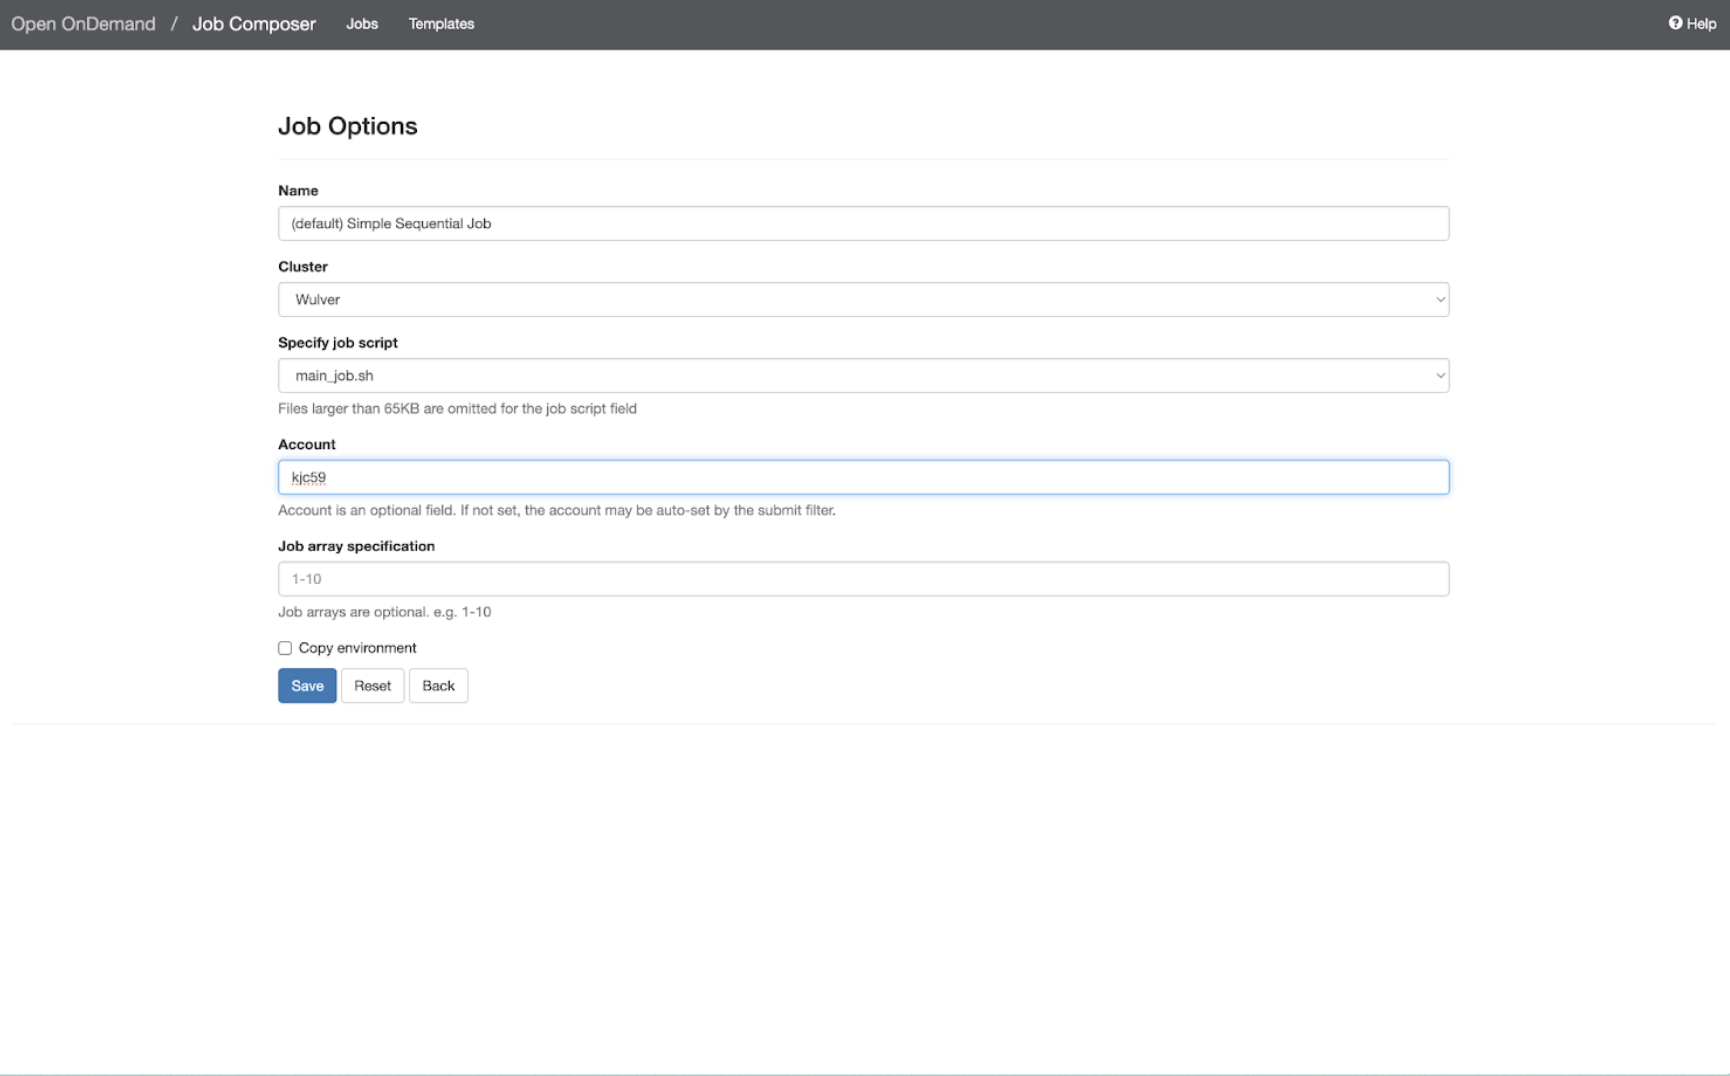 Open OnDemand / Job Composer Jobs Templates Help
Job Options
Name
(default) Simple Sequential Job
Cluster
Wulver
Specify job script
main_job.sh
Files larger than 65KB are omitted for the job script field
Account
kjc59
Account is an optional field. If not set, the account may be auto-set by the submit filter.
Job array specification
1-10
Job arrays are optional. e.g. 1-10
Copy environment
Save Reset Back